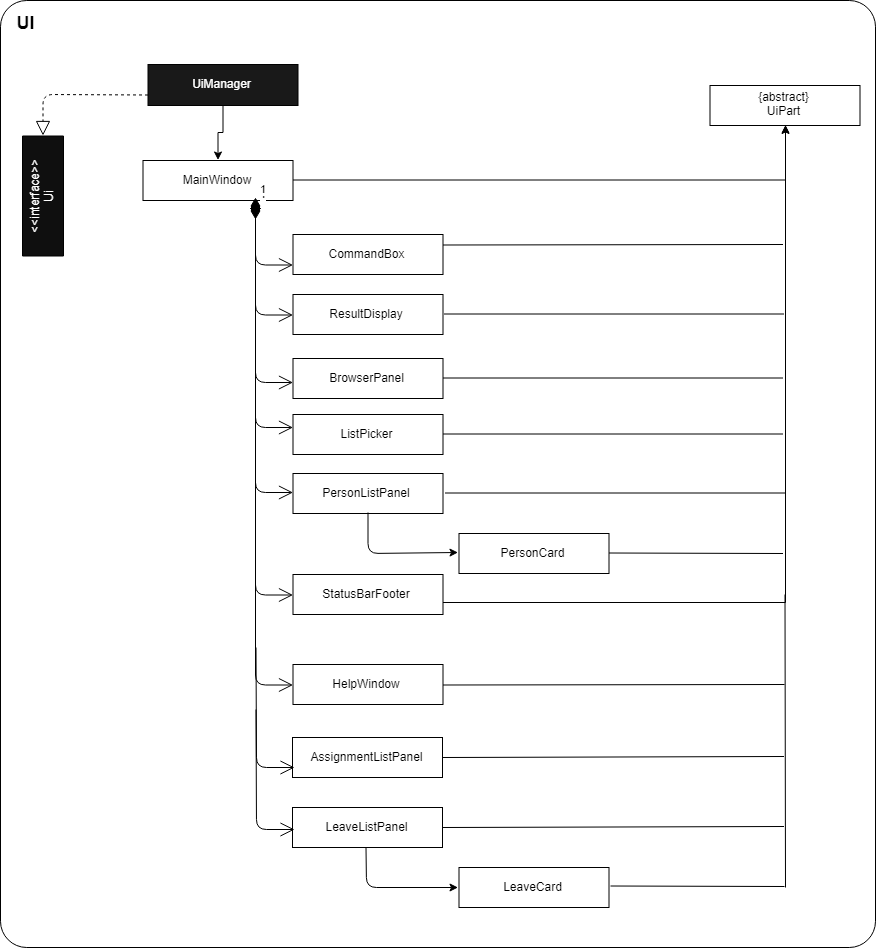 UI
UiManager
{abstract}
UiPart
<<interface>>
Ui
MainWindow
1
CommandBox
ResultDisplay
BrowserPanel
ListPicker
PersonListPanel
PersonCard
StatusBarFooter
HelpWindow
AssignmentListPanel
LeaveListPanel
LeaveCard